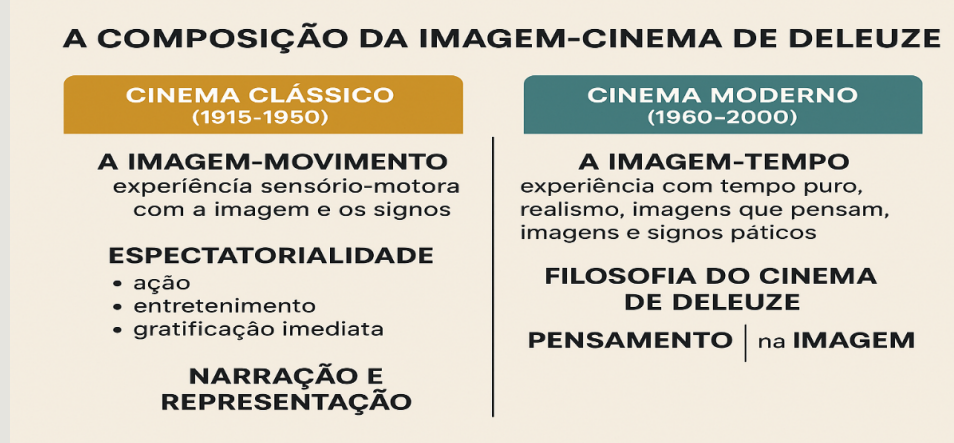 A COMPOSIÇÃO DA IMAGEM-CINEMA DE DELEUZE
CINEMA CLÁSSICO
(1915-1950)
A IMAGEM-MOVIMENTO
experíêncía sensório-motora
com a imagem e os signos
ESPECTATORIALIDADE
• ação
• entretenimento
• gratificaçâo imediata
NARRAÇÃO E
REPRESENTAÇÃO
CINEMA MODERNO
(1960–2000)
A IMAGEM-TEMPO
experiência com tempo puro,
realismo, imagens que pensam,
imagens e signos páticos
FILOSOFIA DO CINEMA
DE DELEUZE
PENSAMENTO | na IMAGEM